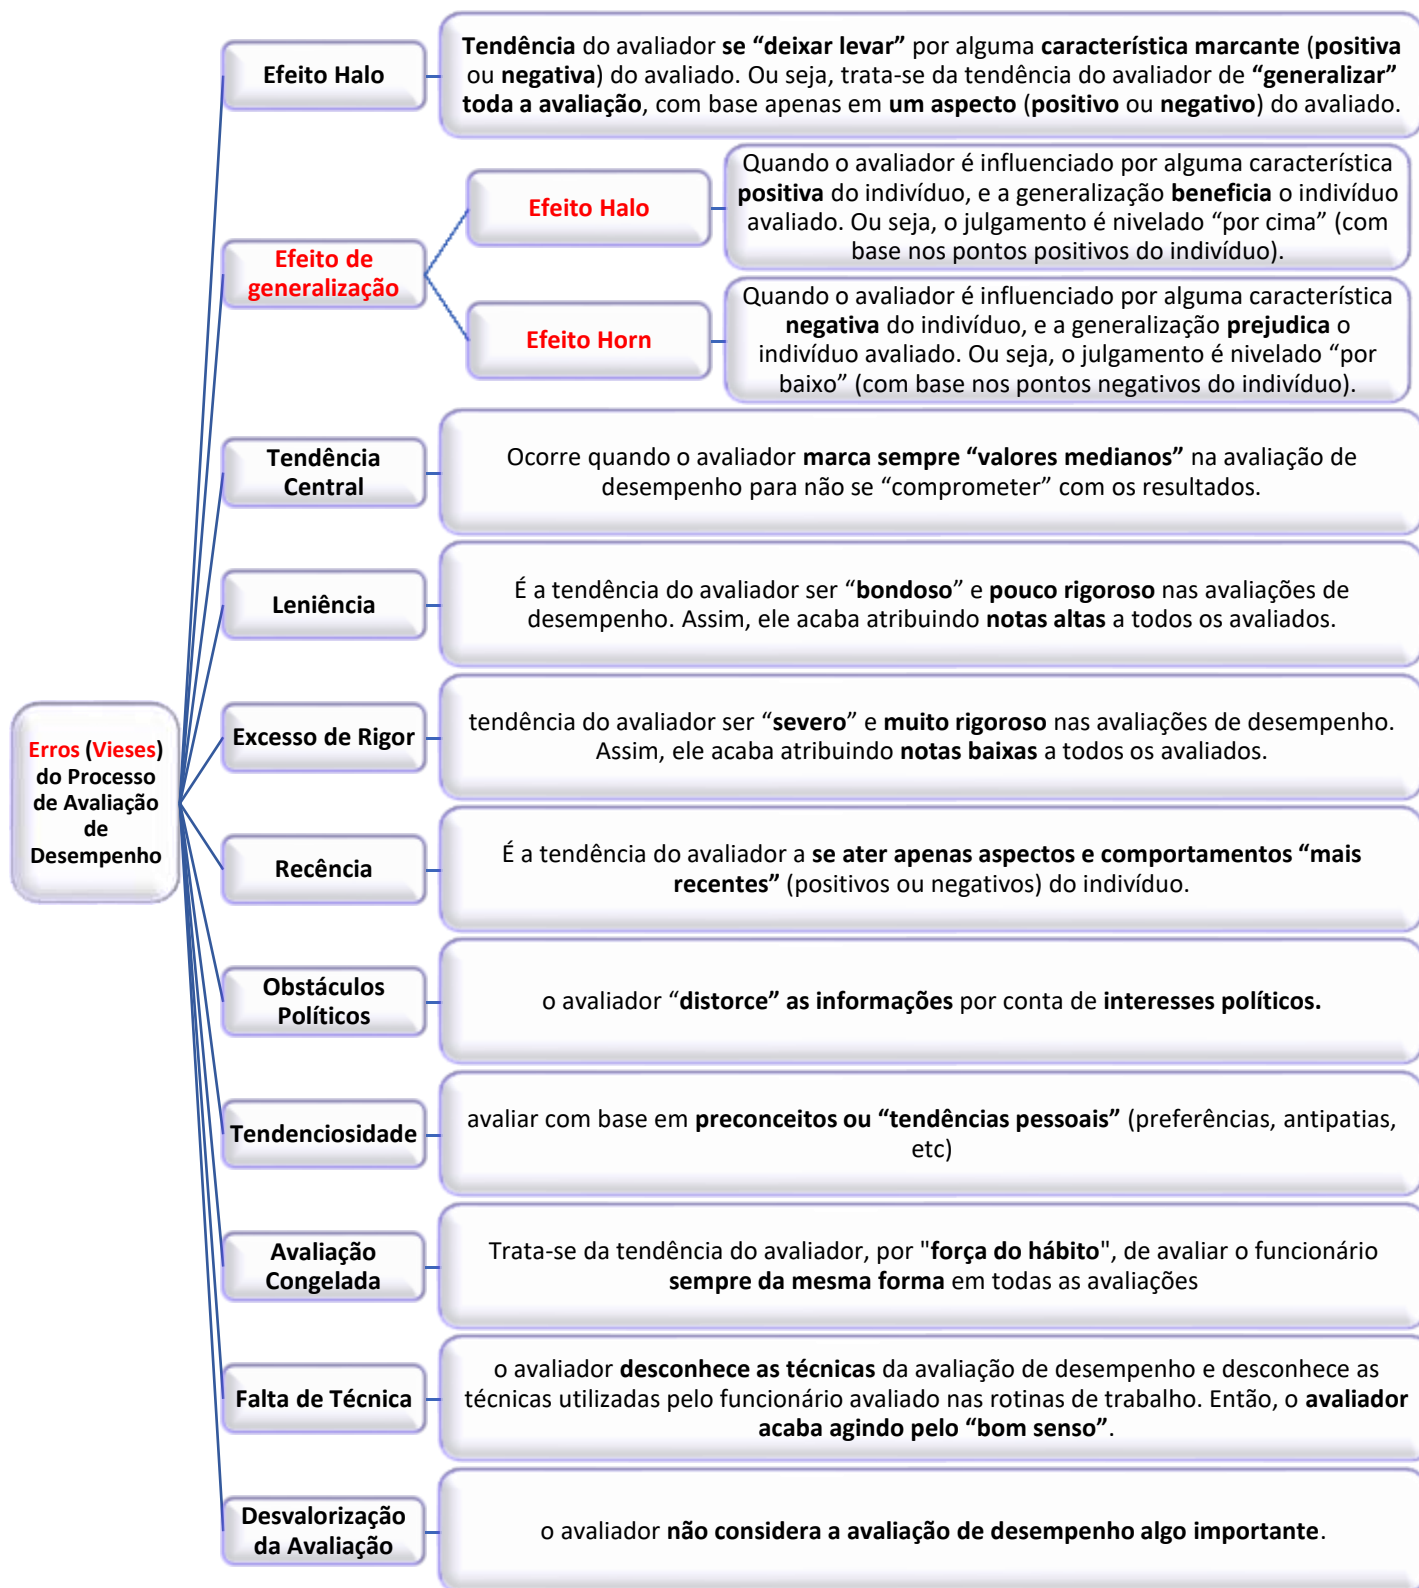 Efeito Halo
Tendência do avaliador se “deixar levar” por alguma característica marcante (positiva
ou negativa) do avaliado. Ou seja, trata-se da tendência do avaliador de “generalizar”
toda a avaliação, com base apenas em um aspecto (positivo ou negativo) do avaliado.
Efeito de
generalização
Efeito Halo
Quando o avaliador é influenciado por alguma característica
positiva do indivíduo, e a generalização beneficia o indivíduo
avaliado. Ou seja, o julgamento é nivelado “por cima” (com
base nos pontos positivos do indivíduo).
Efeito Horn
Quando o avaliador é influenciado por alguma característica
negativa do indivíduo, e a generalização prejudica o
indivíduo avaliado. Ou seja, o julgamento é nivelado “por
baixo” (com base nos pontos negativos do indivíduo).
Tendência
Central
Ocorre quando o avaliador marca sempre “valores medianos” na avaliação de
desempenho para não se “comprometer” com os resultados.
Leniência
É a tendência do avaliador ser “bondoso” e pouco rigoroso nas avaliações de
desempenho. Assim, ele acaba atribuindo notas altas a todos os avaliados.
Erros (Vieses)
do Processo
de Avaliação
de
Desempenho
Excesso de Rigor
tendência do avaliador ser “severo” e muito rigoroso nas avaliações de desempenho.
Assim, ele acaba atribuindo notas baixas a todos os avaliados.
Recência
É a tendência do avaliador a se ater apenas aspectos e comportamentos “mais
recentes” (positivos ou negativos) do indivíduo.
Obstáculos
Políticos
o avaliador “distorce” as informações por conta de interesses políticos.
Tendenciosidade
avaliar com base em preconceitos ou “tendências pessoais” (preferências, antipatias,
etc)
Avaliação
Congelada
Trata-se da tendência do avaliador, por "força do hábito", de avaliar o funcionário
sempre da mesma forma em todas as avaliações
Falta de Técnica
o avaliador desconhece as técnicas da avaliação de desempenho e desconhece as
técnicas utilizadas pelo funcionário avaliado nas rotinas de trabalho. Então, o avaliador
acaba agindo pelo “bom senso”.
Desvalorização
da Avaliação
o avaliador não considera a avaliação de desempenho algo importante.